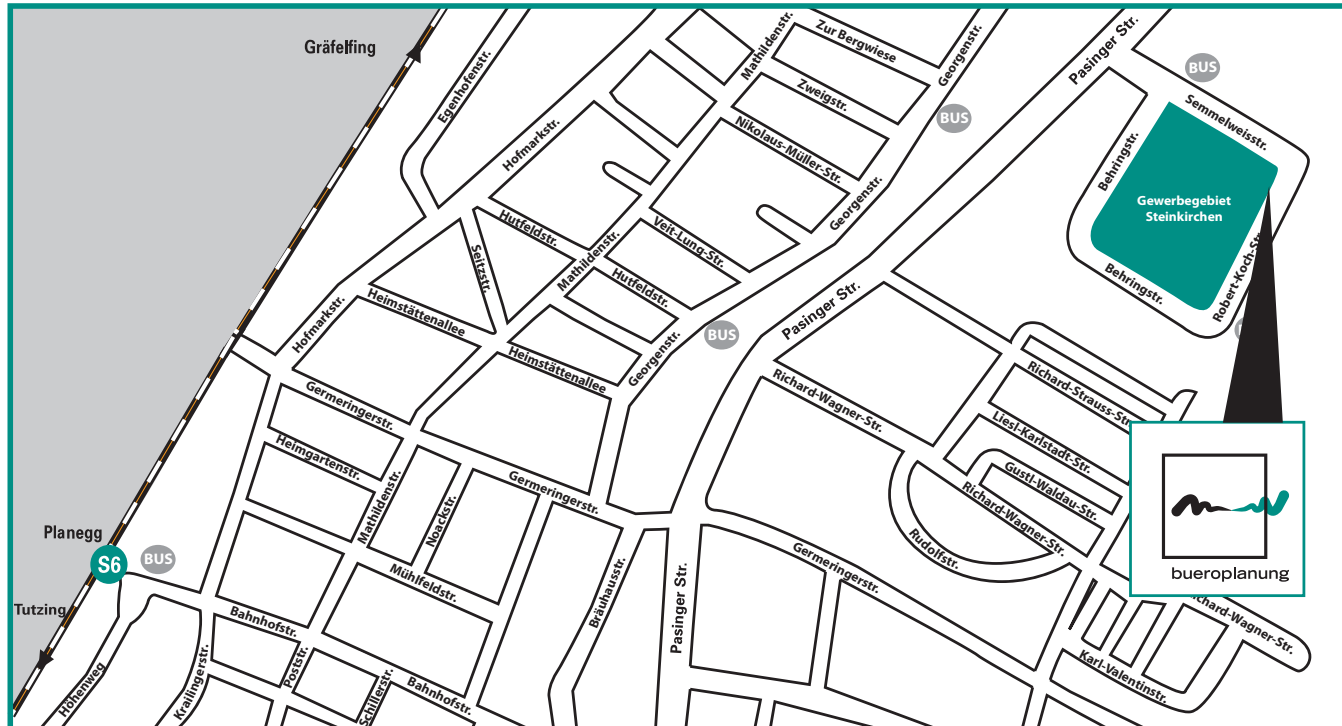 Gräfelfing
Egenhofenstr.
Hofmarkstr.
Mathildenstr.
Zur Bergwiese
Zweigstr.
Nikolaus-Müller-Str.
Georgenstr.
BUS
Pasinger Str.
BUS
Semmelweisstr.
Behringstr.
Gewerbegebiet
Steinkirchen
Robert-Koch-St
Behringstr.
Georgenstr.
Hutfeldstr.
Seitzstr.
Mathildenstr.
Veit-Lung-Str.
Hutfeldstr.
Hofmarkstr.
Heimstättenallee
Heimstättenallee
Georgenstr.
BUS
Pasinger Str.
Richard-Wagner-Str.
Richard-Strauss-Str
Liesl-Karlstadt-Str.
Gustl-Waldau-Str.
Richard-Wagner-Str.
Rudolfstr.
Germeringerstr.
Heimgartenstr.
Mathildenstr.
Noackstr.
Germeringerstr.
Mühlfeldstr.
Bräuhausstr.
Pasinger Str.
Germeringerstr.
Planegg
S6
BUS
Tutzing
Höhenweg
Krailingerstr.
Bahnhofstr.
Poststr.
Schillerstr.
Bahnhofstr.
Karl-Valentinstr.
ichard-Wagner-Str.
bueroplanung